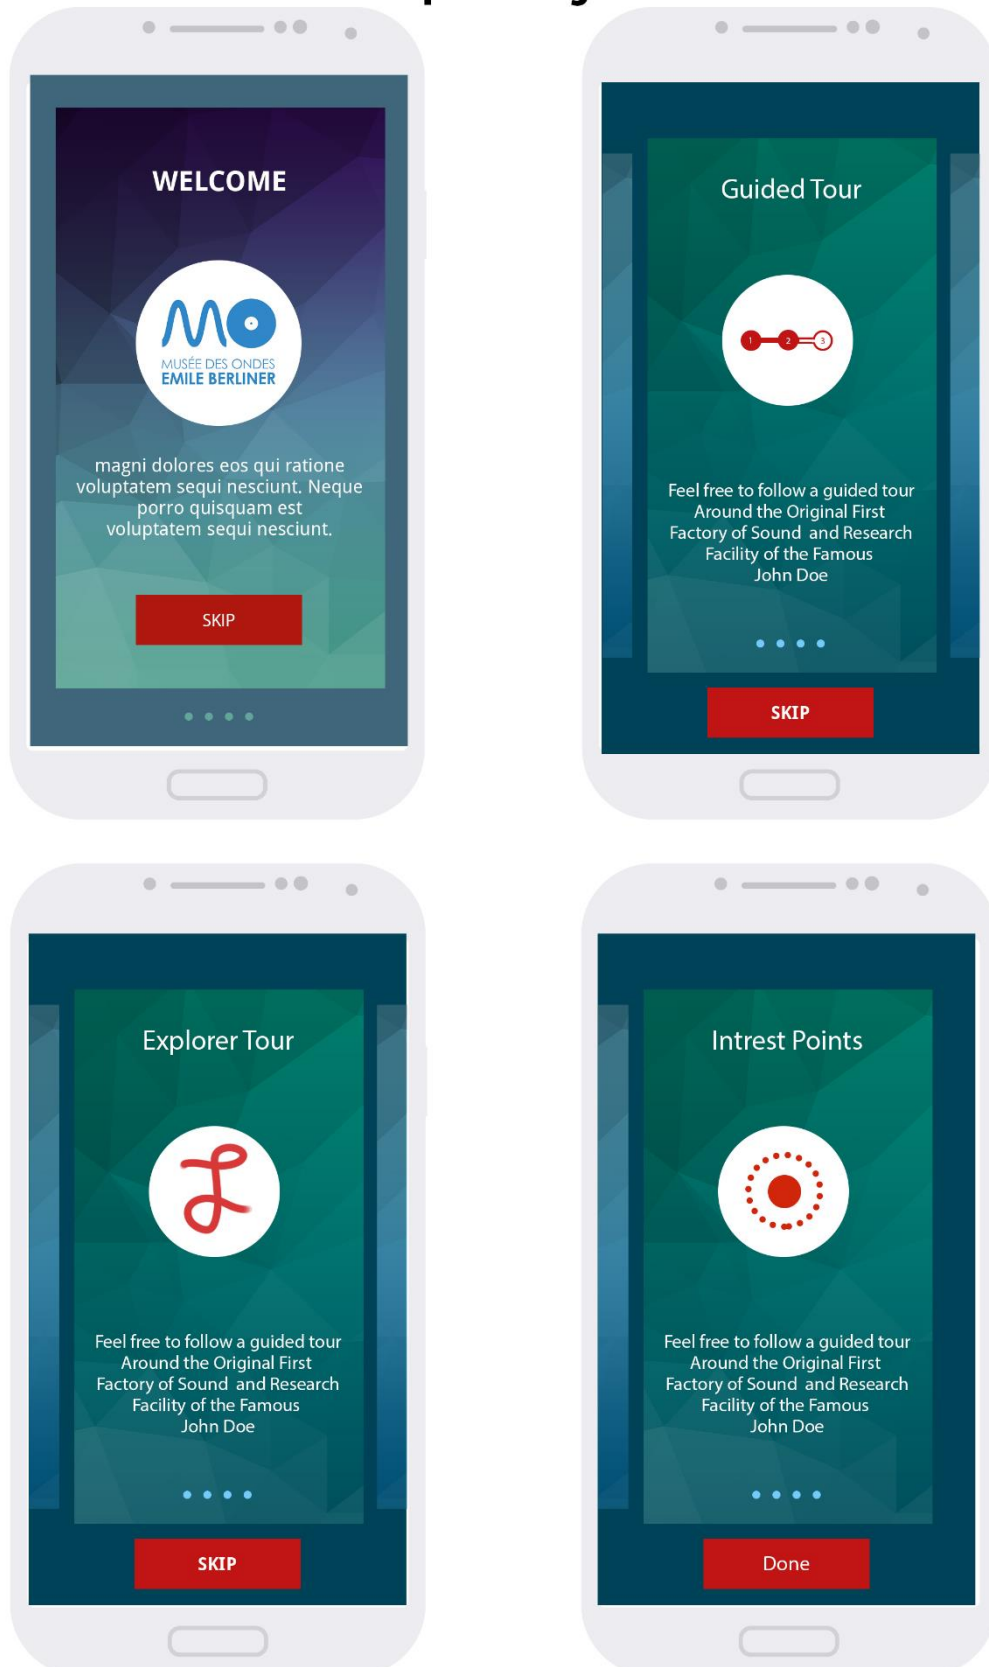 WELCOME
MO
MUSÉE DES ONDES
EMILE BERLINER
magni dolores eos qui ratione
voluptatem sequi nesciunt. Neque
porro quisquam est
voluptatem sequi nesciunt.
SKIP
Guided Tour
1 2 3
Feel free to follow a guided tour
Around the Original First
Factory of Sound and Research
Facility of the Famous
John Doe
SKIP
Explorer Tour
Feel free to follow a guided tour
Around the Original First
Factory of Sound and Research
Facility of the Famous
John Doe
SKIP
Intrest Points
Feel free to follow a guided tour
Around the Original First
Factory of Sound and Research
Facility of the Famous
John Doe
Done